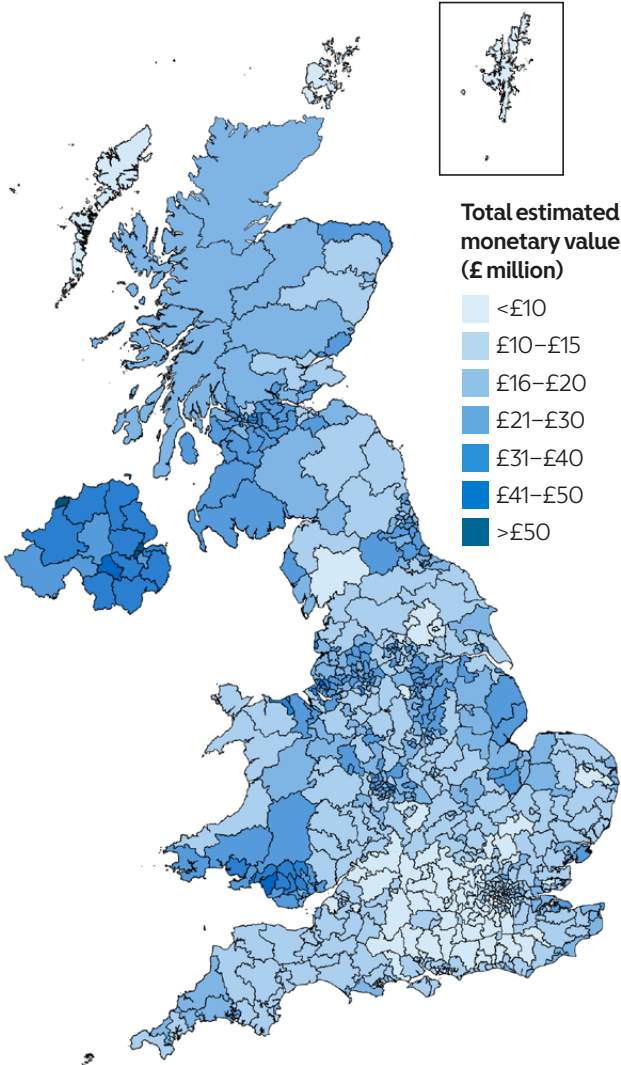 Total estimated
monetary value
(£ million)
<£10
£10–£15
£16–£20
£21–£30
£31–£40
£41–£50
>£50